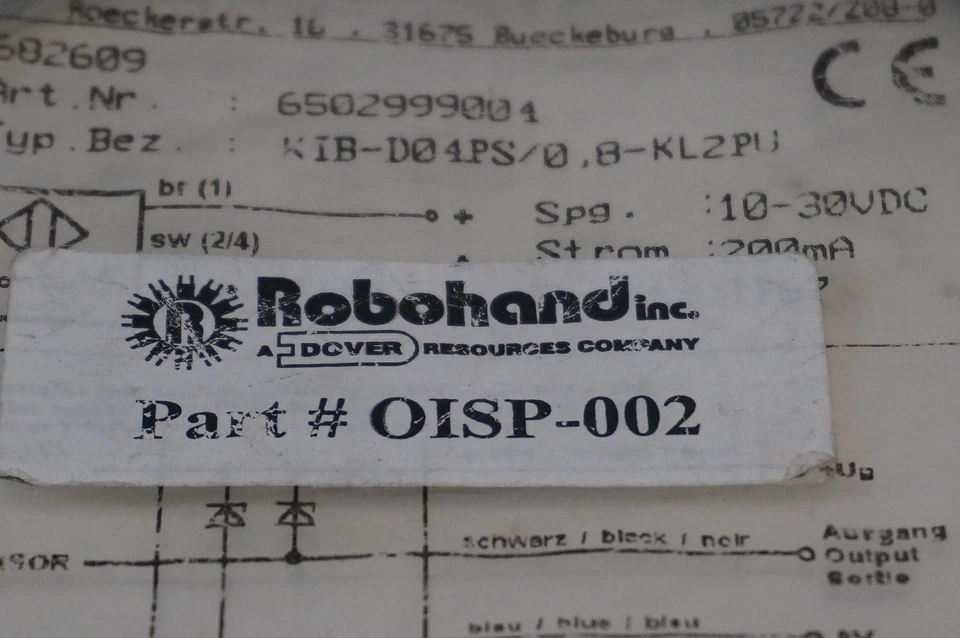 Roeckerstr. 16 , 31675 Bueckeburg , 05722/208-0
682609
CE
Art.Nr. : 6502999004
Typ.Bez. : KIB-D04PS/0,8-KL2PU
br (1) +
Spg. :10-30VDC
sw (2/4)
Strom :200mA
R
Robohand inc.
A DOVER RESOURCES COMPANY
Part # OISP-002
schwarz / black / noir
Ausgang
Output
Sortie
blau / blue / bleu